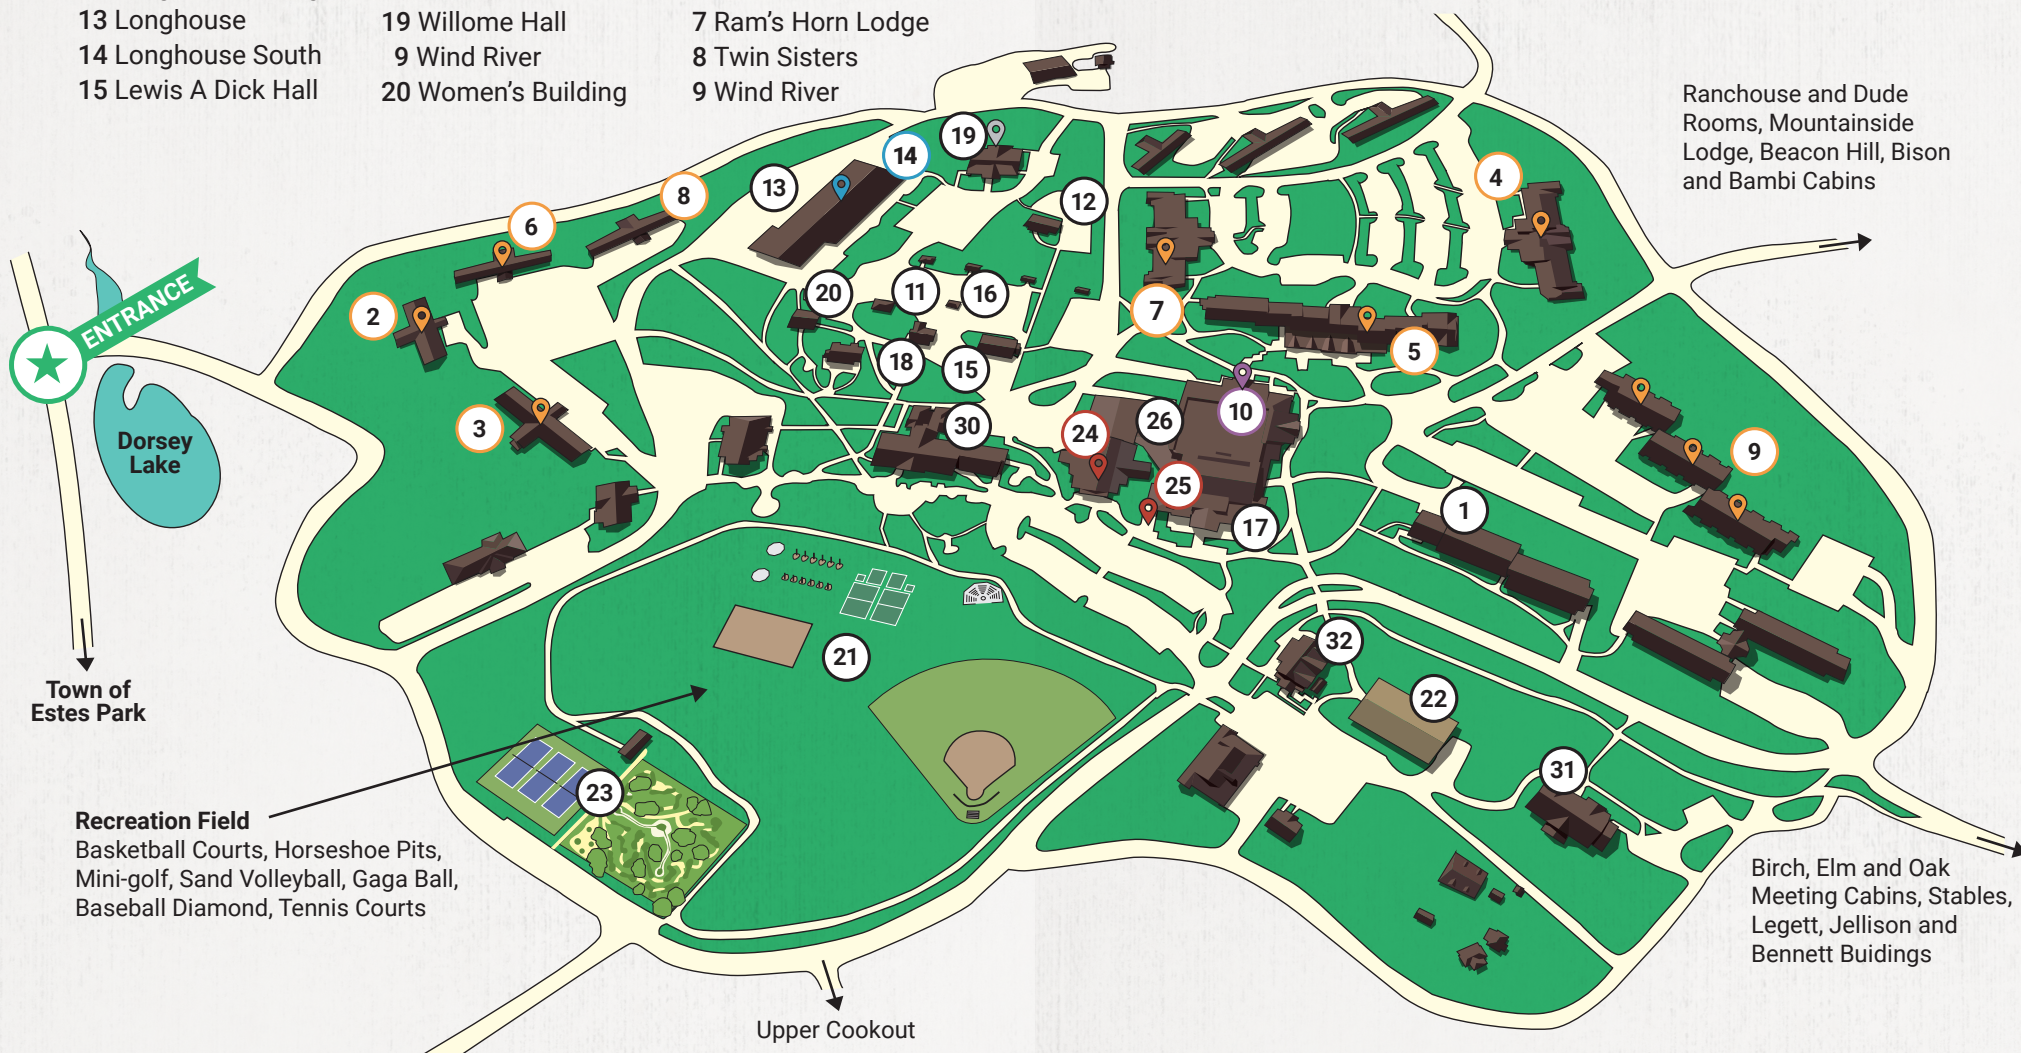 13 Longhouse
14 Longhouse South
15 Lewis A Dick Hall
19 Willome Hall
9 Wind River
20 Women's Building
7 Ram's Horn Lodge
8 Twin Sisters
9 Wind River
Ranchouse and Dude
Rooms, Mountainside
Lodge, Beacon Hill, Bison
and Bambi Cabins
19
14
13
12
4
8
6
ENTRANCE
2
20
11
16
7
5
18
15
3
30
24
26
10
9
25
17
1
Dorsey
Lake
32
21
22
31
23
Town of
Estes Park
Recreation Field
Basketball Courts, Horseshoe Pits,
Mini-golf, Sand Volleyball, Gaga Ball,
Baseball Diamond, Tennis Courts
Birch, Elm and Oak
Meeting Cabins, Stables,
Legett, Jellison and
Bennett Buidings
Upper Cookout